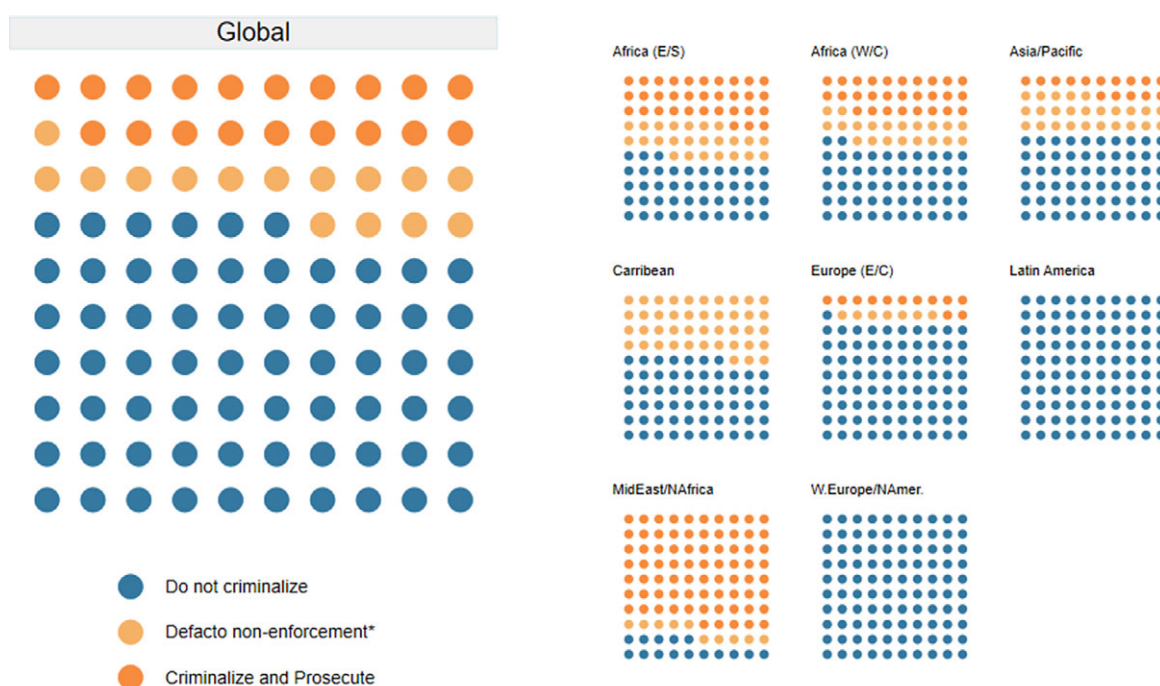 Global
Africa (E/S)
Africa (W/C)
Asia/Pacific
Carribean
Europe (E/C)
Latin America
MidEast/NAfrica
W.Europe/NAmer.
Do not criminalize
Defacto non-enforcement*
Criminalize and Prosecute